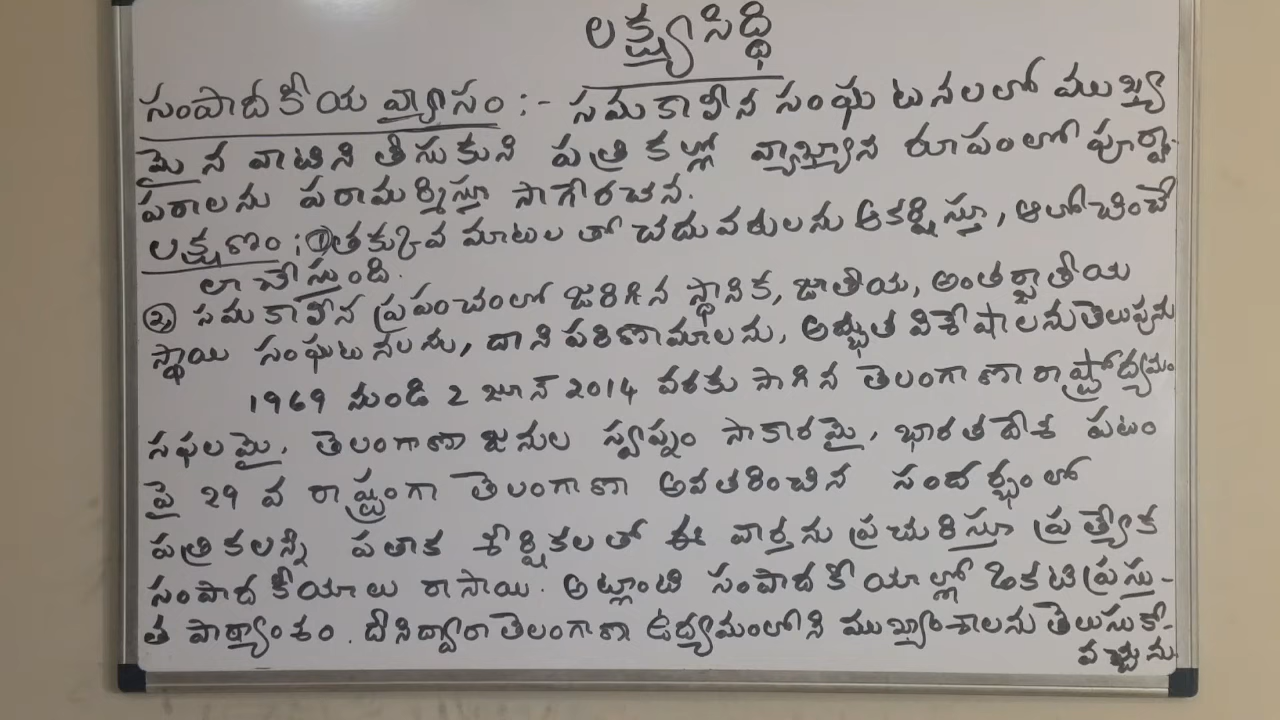 లక్ష్యసిద్ధి
సంపాదకీయ వ్యాసం :- సమకాలీన సంఘటనలలో ముఖ్య
మైన వాటిని తీసుకుని పత్రికల్లో వ్యాఖ్యాన రూపంలో పూర్వా-
పరాలను పరామర్శిస్తూ సాగేరచన.
లక్షణం : ① తక్కువ మాటల తో చదువరులను ఆకర్షిస్తూ, ఆలోచించే
లా చేస్తుంది.
② సమకాలీన ప్రపంచంలో జరిగిన స్థానిక, జాతీయ, అంతర్జాతీయ
స్థాయి సంఘటనలను, దాని పరిణామాలను, అద్భుత విశేషాలను తెలుపును
1969 నుండి 2 జూన్ 2014 వరకు సాగిన తెలంగాణా రాష్ట్రోద్యమం
సఫలమై, తెలంగాణా జనుల స్వప్నం సాకారమై, భారతదేశ పటం
పై 29 వ రాష్ట్రంగా తెలంగాణా అవతరించిన సందర్భంలో
పత్రికలన్ని పతాక శీర్షికలతో ఈ వార్తను ప్రచురిస్తూ ప్రత్యేక
సంపాదకీయాలు రాసాయి. అట్లాంటి సంపాదకీయాల్లో ఒకటి ప్రస్తు-
త పాఠ్యాంశం. దీనిద్వారా తెలంగాణా ఉద్యమంలోని ముఖ్యాంశాలను తెలుసుకో-
వచ్చును